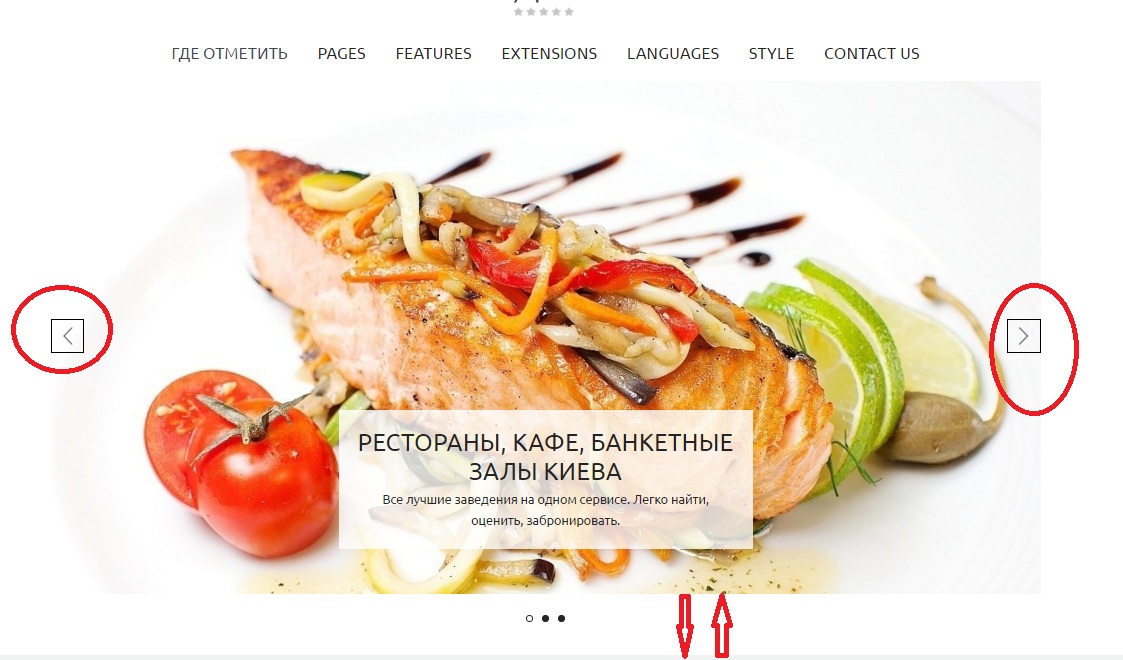 ГДЕ ОТМЕТИТЬ PAGES FEATURES EXTENSIONS LANGUAGES STYLE CONTACT US
РЕСТОРАНЫ, КАФЕ, БАНКЕТНЫЕ
ЗАЛЫ КИЕВА
Все лучшие заведения на одном сервисе. Легко найти,
оценить, забронировать.